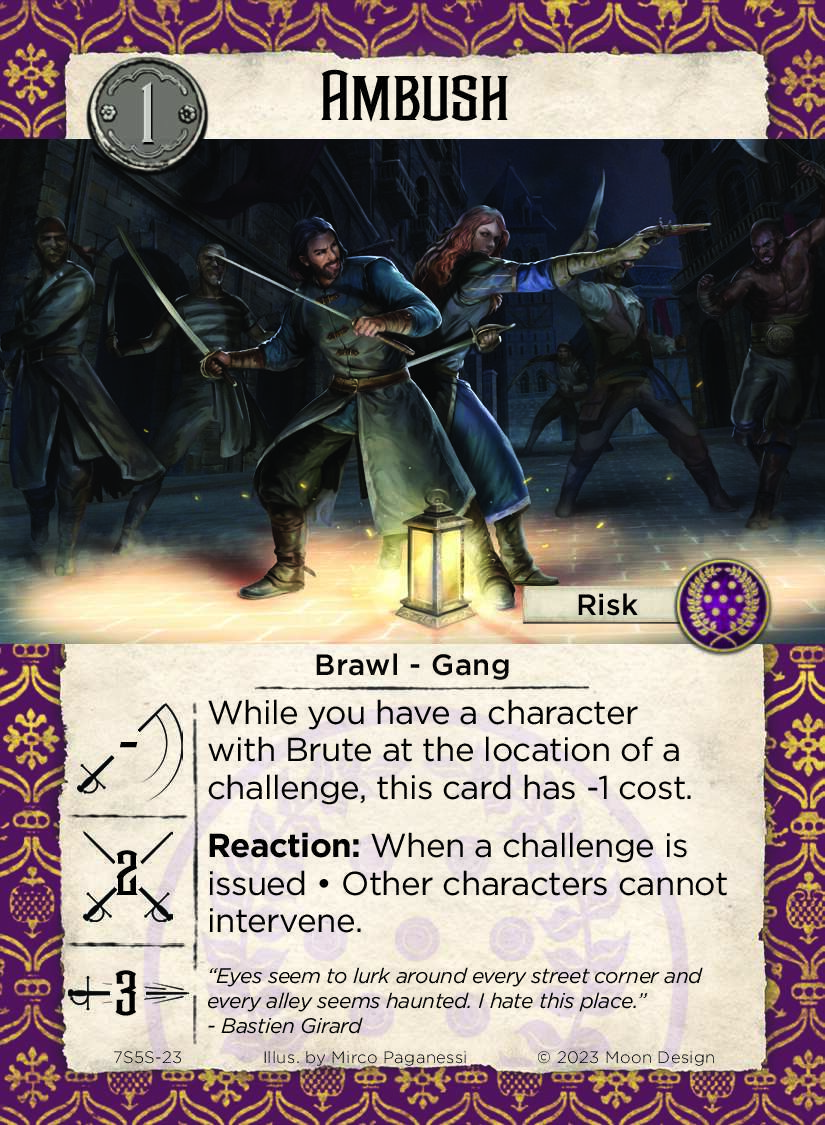 1
AMBUSH
Risk
Brawl - Gang
-
While you have a character
with Brute at the location of a
challenge, this card has -1 cost.
2
Reaction: When a challenge is
issued • Other characters cannot
intervene.
3
“Eyes seem to lurk around every street corner and
every alley seems haunted. I hate this place.”
- Bastien Girard
7S5S-23 Illus. by Mirco Paganessi © 2023 Moon Design